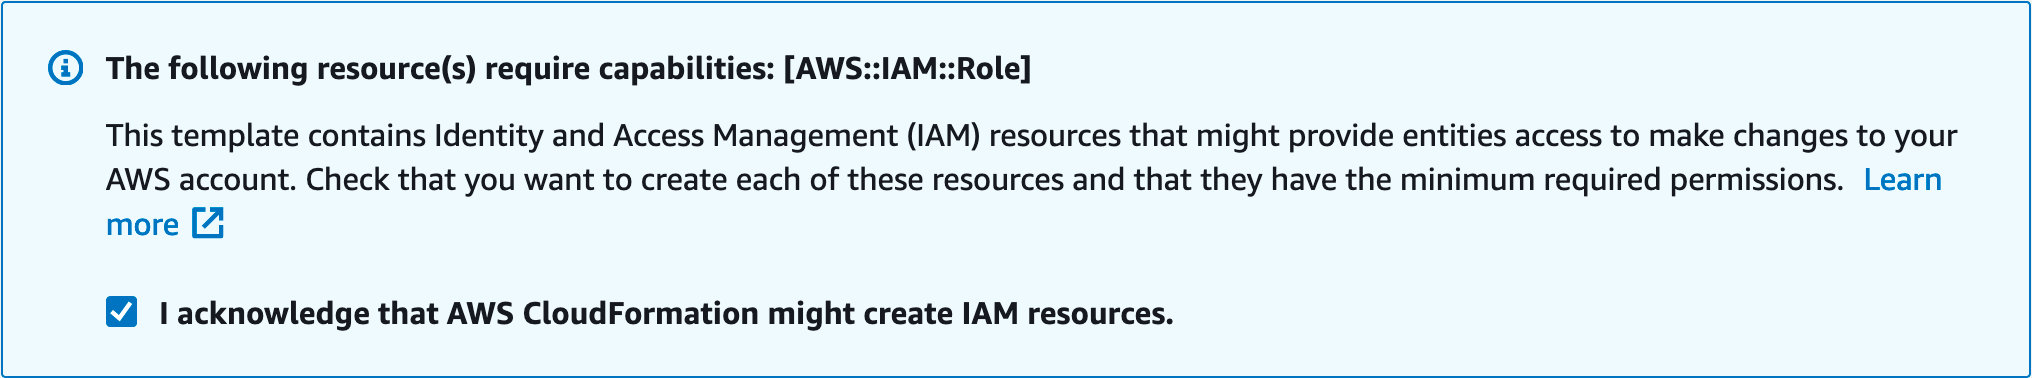 The following resource(s) require capabilities: [AWS::IAM::Role]
This template contains Identity and Access Management (IAM) resources that might provide entities access to make changes to your
AWS account. Check that you want to create each of these resources and that they have the minimum required permissions. Learn
more
I acknowledge that AWS CloudFormation might create IAM resources.